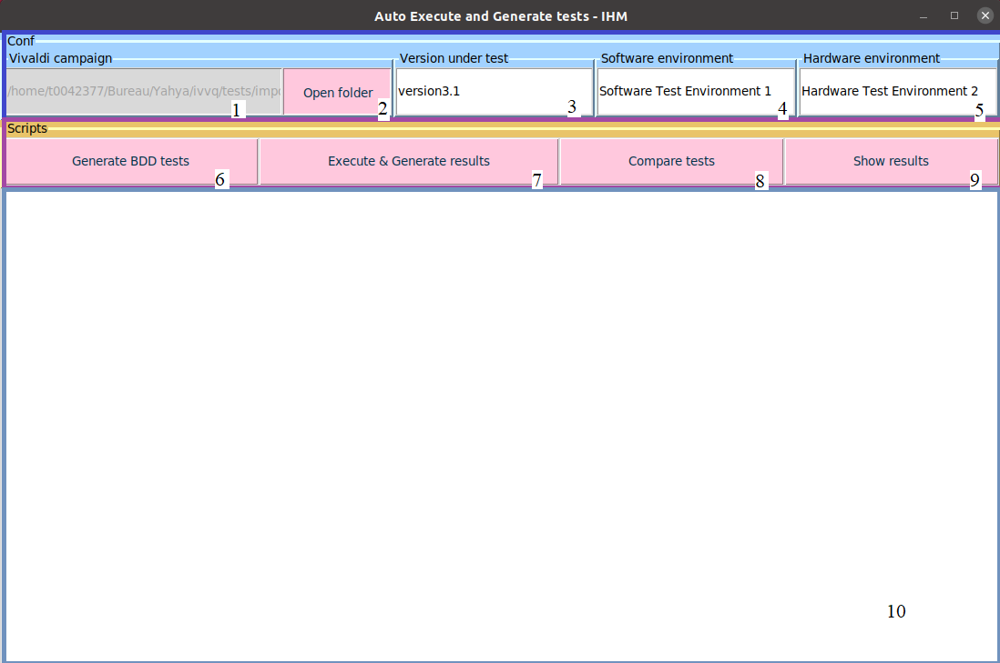 Auto Execute and Generate tests - IHM
Conf
Vivaldi campaign Version under test Software environment Hardware environment
/home/t0042377/Bureau/Yahya/ivvq/tests/impo Open folder version3.1 Software Test Environment 1 Hardware Test Environment 2
1 2 3 4 5
Scripts
Generate BDD tests Execute & Generate results Compare tests Show results
6 7 8 9
10